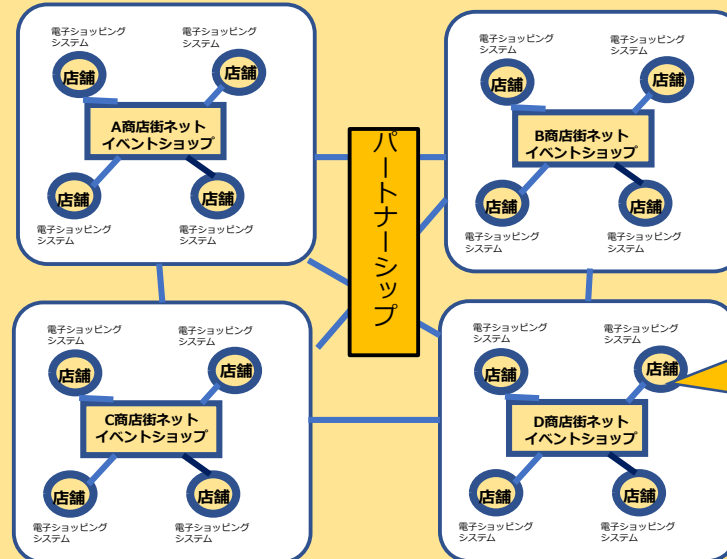 電子ショッピング
システム
電子ショッピング
システム
店舗
店舗
A商店街ネット
イベントショップ
店舗
店舗
電子ショッピング
システム
電子ショッピング
システム
パートナーシップ
電子ショッピング
システム
電子ショッピング
システム
店舗
店舗
B商店街ネット
イベントショップ
店舗
店舗
電子ショッピング
システム
電子ショッピング
システム
電子ショッピング
システム
電子ショッピング
システム
店舗
店舗
C商店街ネット
イベントショップ
店舗
店舗
電子ショッピング
システム
電子ショッピング
システム
電子ショッピング
システム
電子ショッピング
システム
店舗
店舗
D商店街ネット
イベントショップ
店舗
店舗
電子ショッピング
システム
電子ショッピング
システム